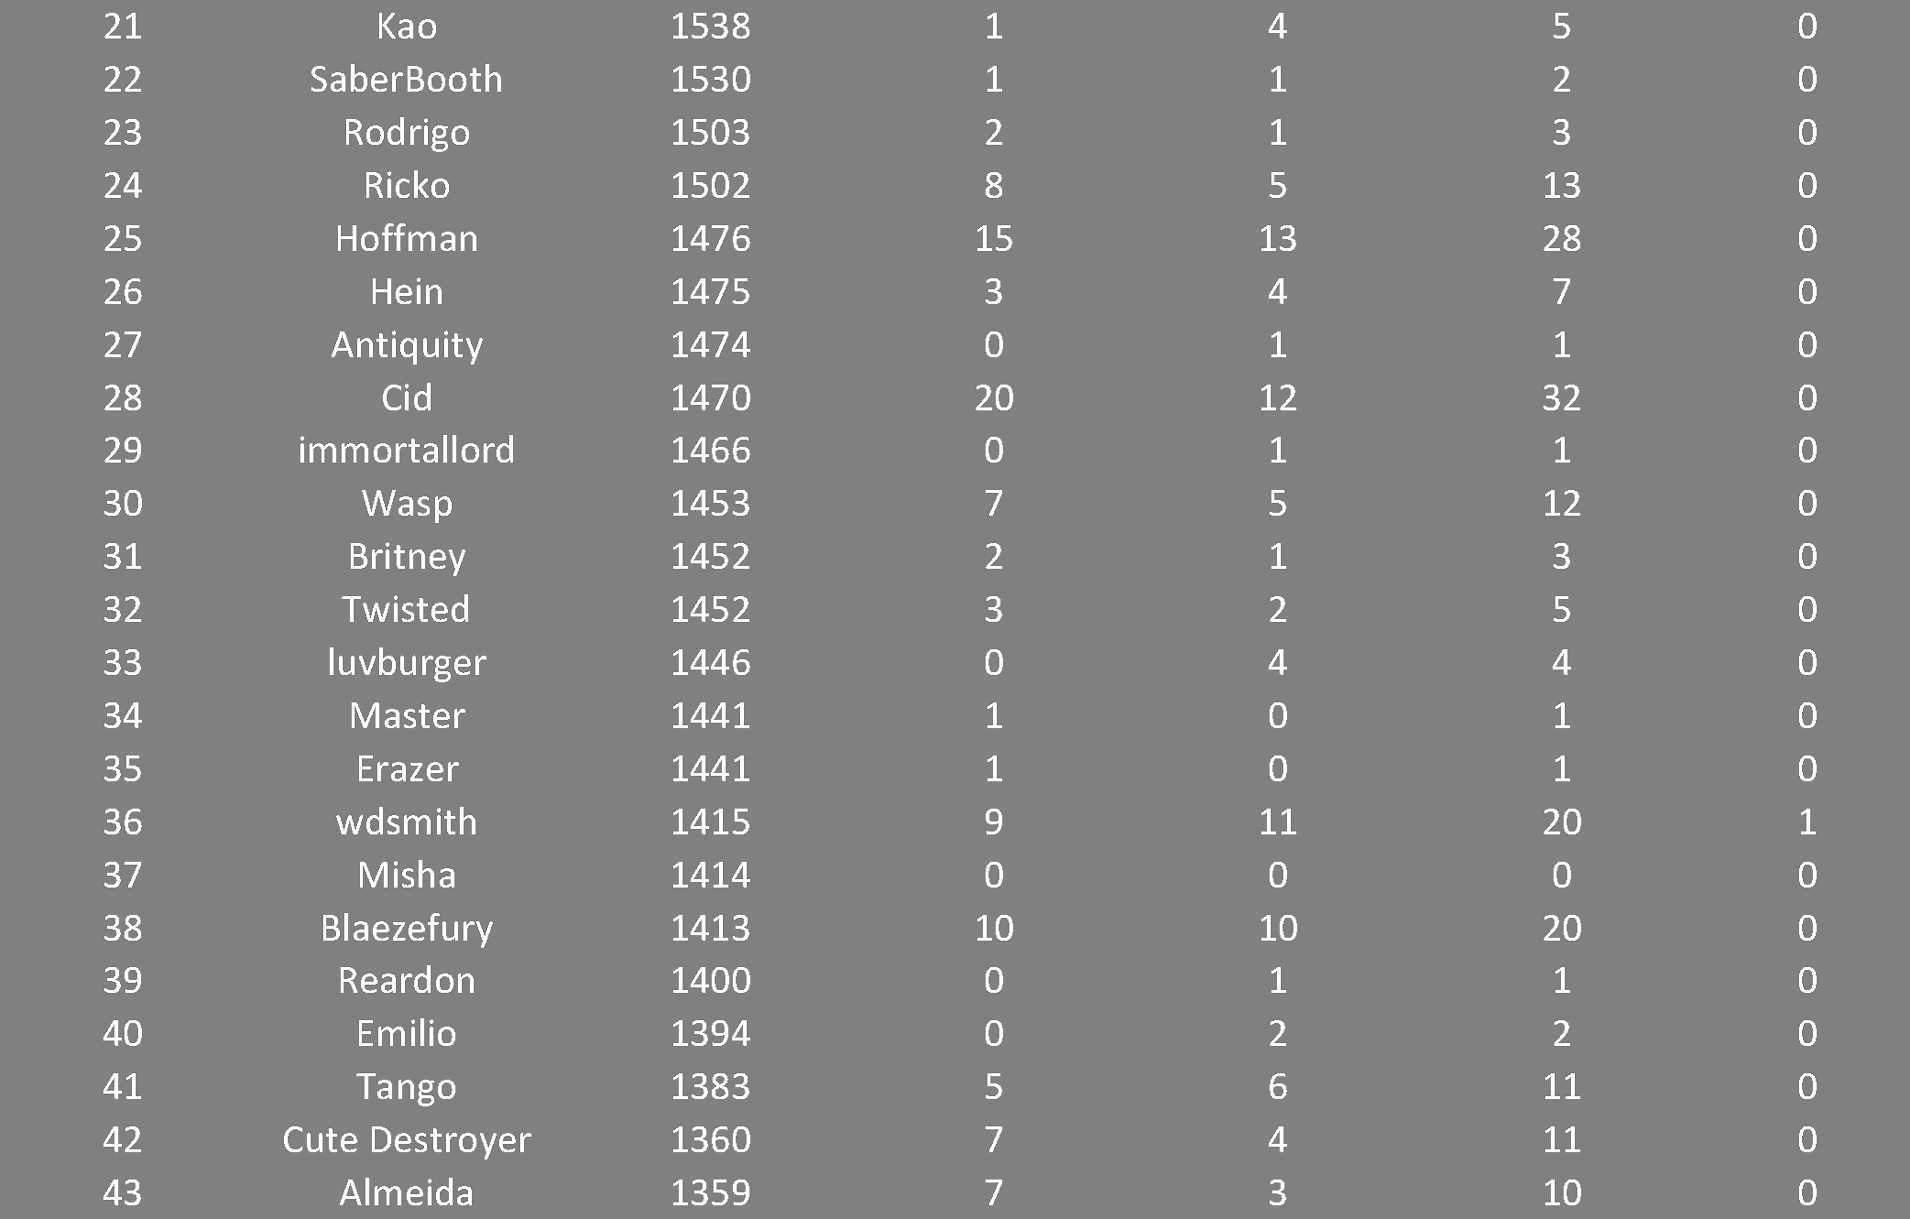 21 Kao 1538 1 4 5 0
22 SaberBooth 1530 1 1 2 0
23 Rodrigo 1503 2 1 3 0
24 Ricko 1502 8 5 13 0
25 Hoffman 1476 15 13 28 0
26 Hein 1475 3 4 7 0
27 Antiquity 1474 0 1 1 0
28 Cid 1470 20 12 32 0
29 immortallord 1466 0 1 1 0
30 Wasp 1453 7 5 12 0
31 Britney 1452 2 1 3 0
32 Twisted 1452 3 2 5 0
33 luvburger 1446 0 4 4 0
34 Master 1441 1 0 1 0
35 Erazer 1441 1 0 1 0
36 wdsmith 1415 9 11 20 1
37 Misha 1414 0 0 0 0
38 Blaezefury 1413 10 10 20 0
39 Reardon 1400 0 1 1 0
40 Emilio 1394 0 2 2 0
41 Tango 1383 5 6 11 0
42 Cute Destroyer 1360 7 4 11 0
43 Almeida 1359 7 3 10 0